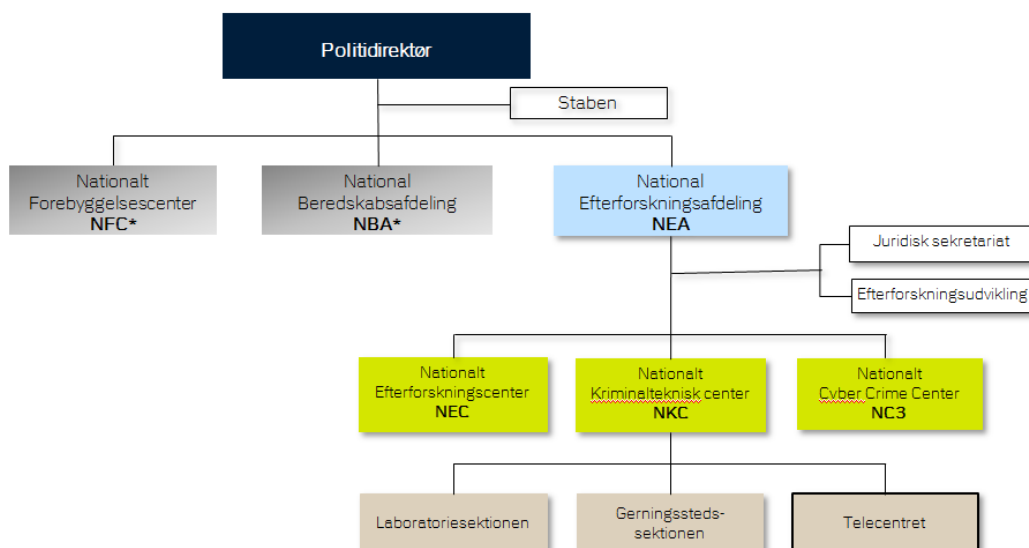 Politidirektør
Staben
Nationalt
Forebyggelsescenter
NFC*
National
Beredskabsafdeling
NBA*
National
Efterforskningsafdeling
NEA
Juridisk sekretariat
Efterforskningsudvikling
Nationalt
Efterforskningscenter
NEC
Nationalt
Kriminalteknisk center
NKC
Nationalt
Cyber Crime Center
NC3
Laboratoriesektionen
Gerningssteds-
sektionen
Telecentret